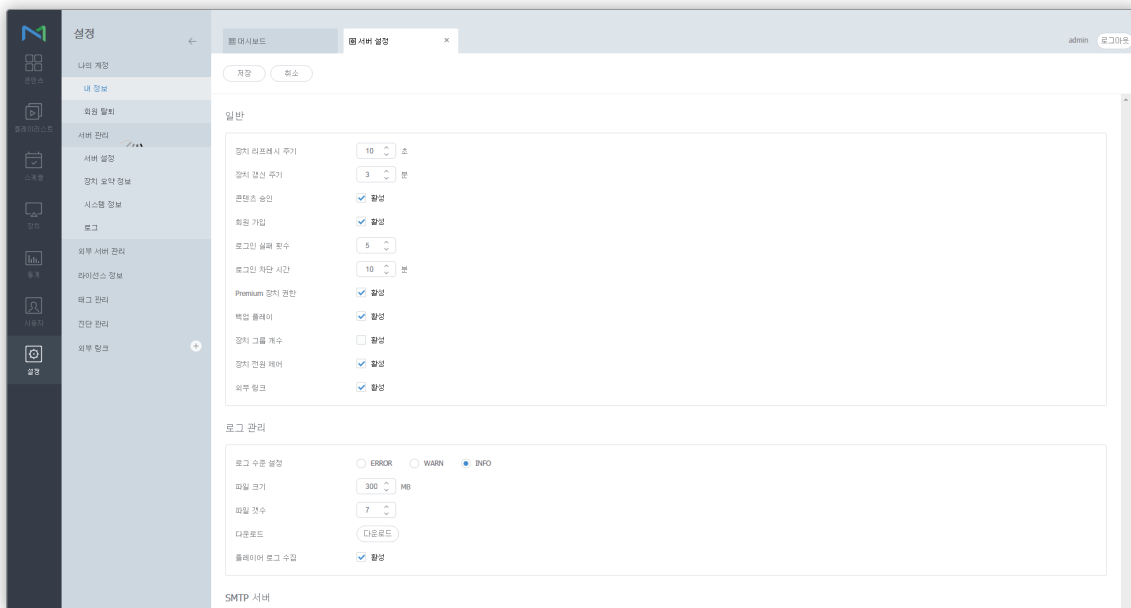 설정
←
대시보드
서버 설정
×
admin
로그아웃
콘텐츠
플레이리스트
스케줄
장치
통계
사용자
설정
나의 계정
내 정보
회원 탈퇴
서버 관리
서버 설정
장치 요약 정보
시스템 정보
로그
외부 서버 관리
라이선스 정보
태그 관리
진단 관리
외부 링크
저장
취소
일반
장치 리프레시 주기 10 초
장치 갱신 주기 3 분
콘텐츠 승인 활성
회원 가입 활성
로그인 실패 횟수 5
로그인 차단 시간 10 분
Premium 장치 권한 활성
백업 플레이 활성
장치 그룹 개수 활성
장치 전원 제어 활성
외부 링크 활성
로그 관리
로그 수준 설정 ERROR WARN INFO
파일 크기 300 MB
파일 갯수 7
다운로드 다운로드
플레이어 로그 수집 활성
SMTP 서버